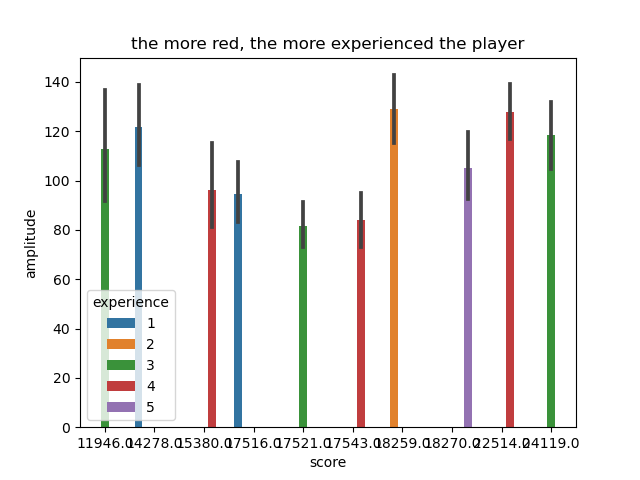 the more red, the more experienced the player
amplitude
140
120
100
80
60
40
20
0
experience
1
2
3
4
5
11946.0 14278.0 15380.0 17516.0 17521.0 17543.0 18259.0 18270.0 22514.0 24119.0
score